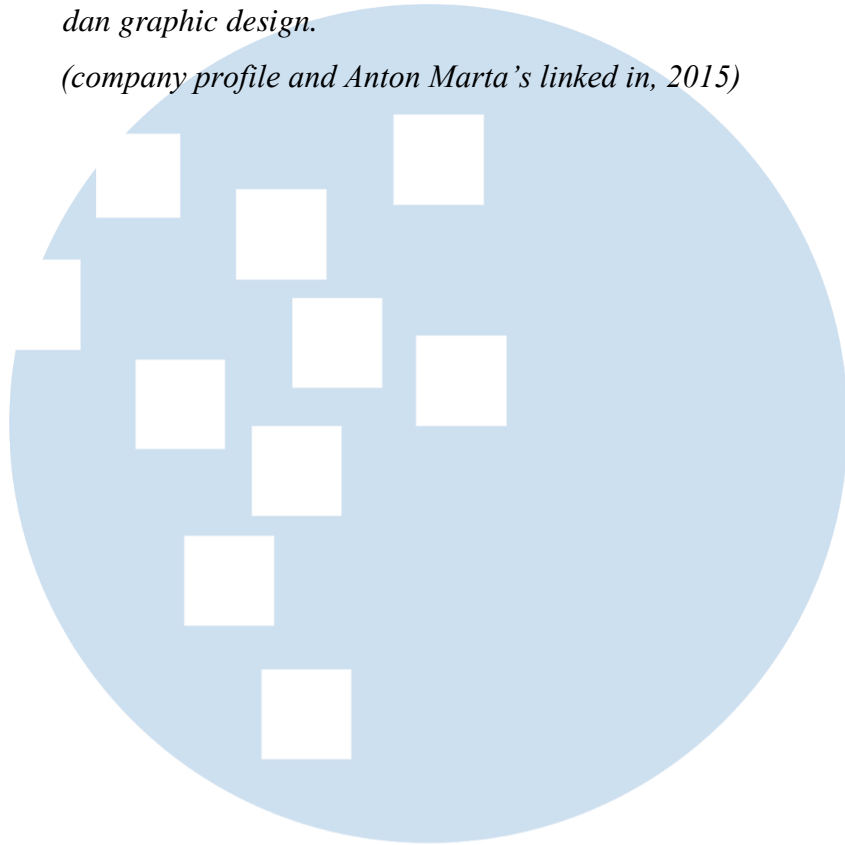 dan graphic design.
(company profile and Anton Marta’s linked in, 2015)